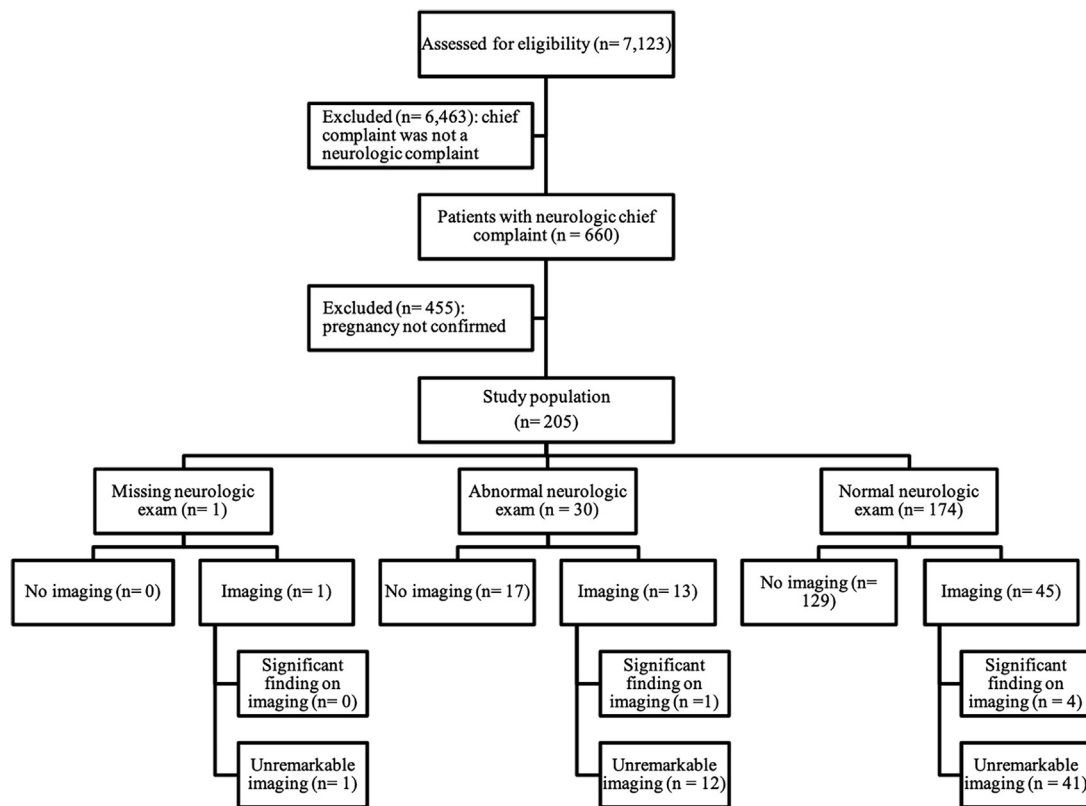 Assessed for eligibility (n= 7,123)
Excluded (n= 6,463): chief
complaint was not a
neurologic complaint
Patients with neurologic chief
complaint (n = 660)
Excluded (n= 455):
pregnancy not confirmed
Study population
(n= 205)
Missing neurologic
exam (n= 1)
Abnormal neurologic
exam (n = 30)
Normal neurologic
exam (n= 174)
No imaging (n= 0)
Imaging (n= 1)
No imaging (n= 17)
Imaging (n= 13)
No imaging (n=
129)
Imaging (n= 45)
Significant
finding on
imaging (n= 0)
Significant
finding on
imaging (n =1)
Significant
finding on
imaging (n = 4)
Unremarkable
imaging (n= 1)
Unremarkable
imaging (n = 12)
Unremarkable
imaging (n = 41)